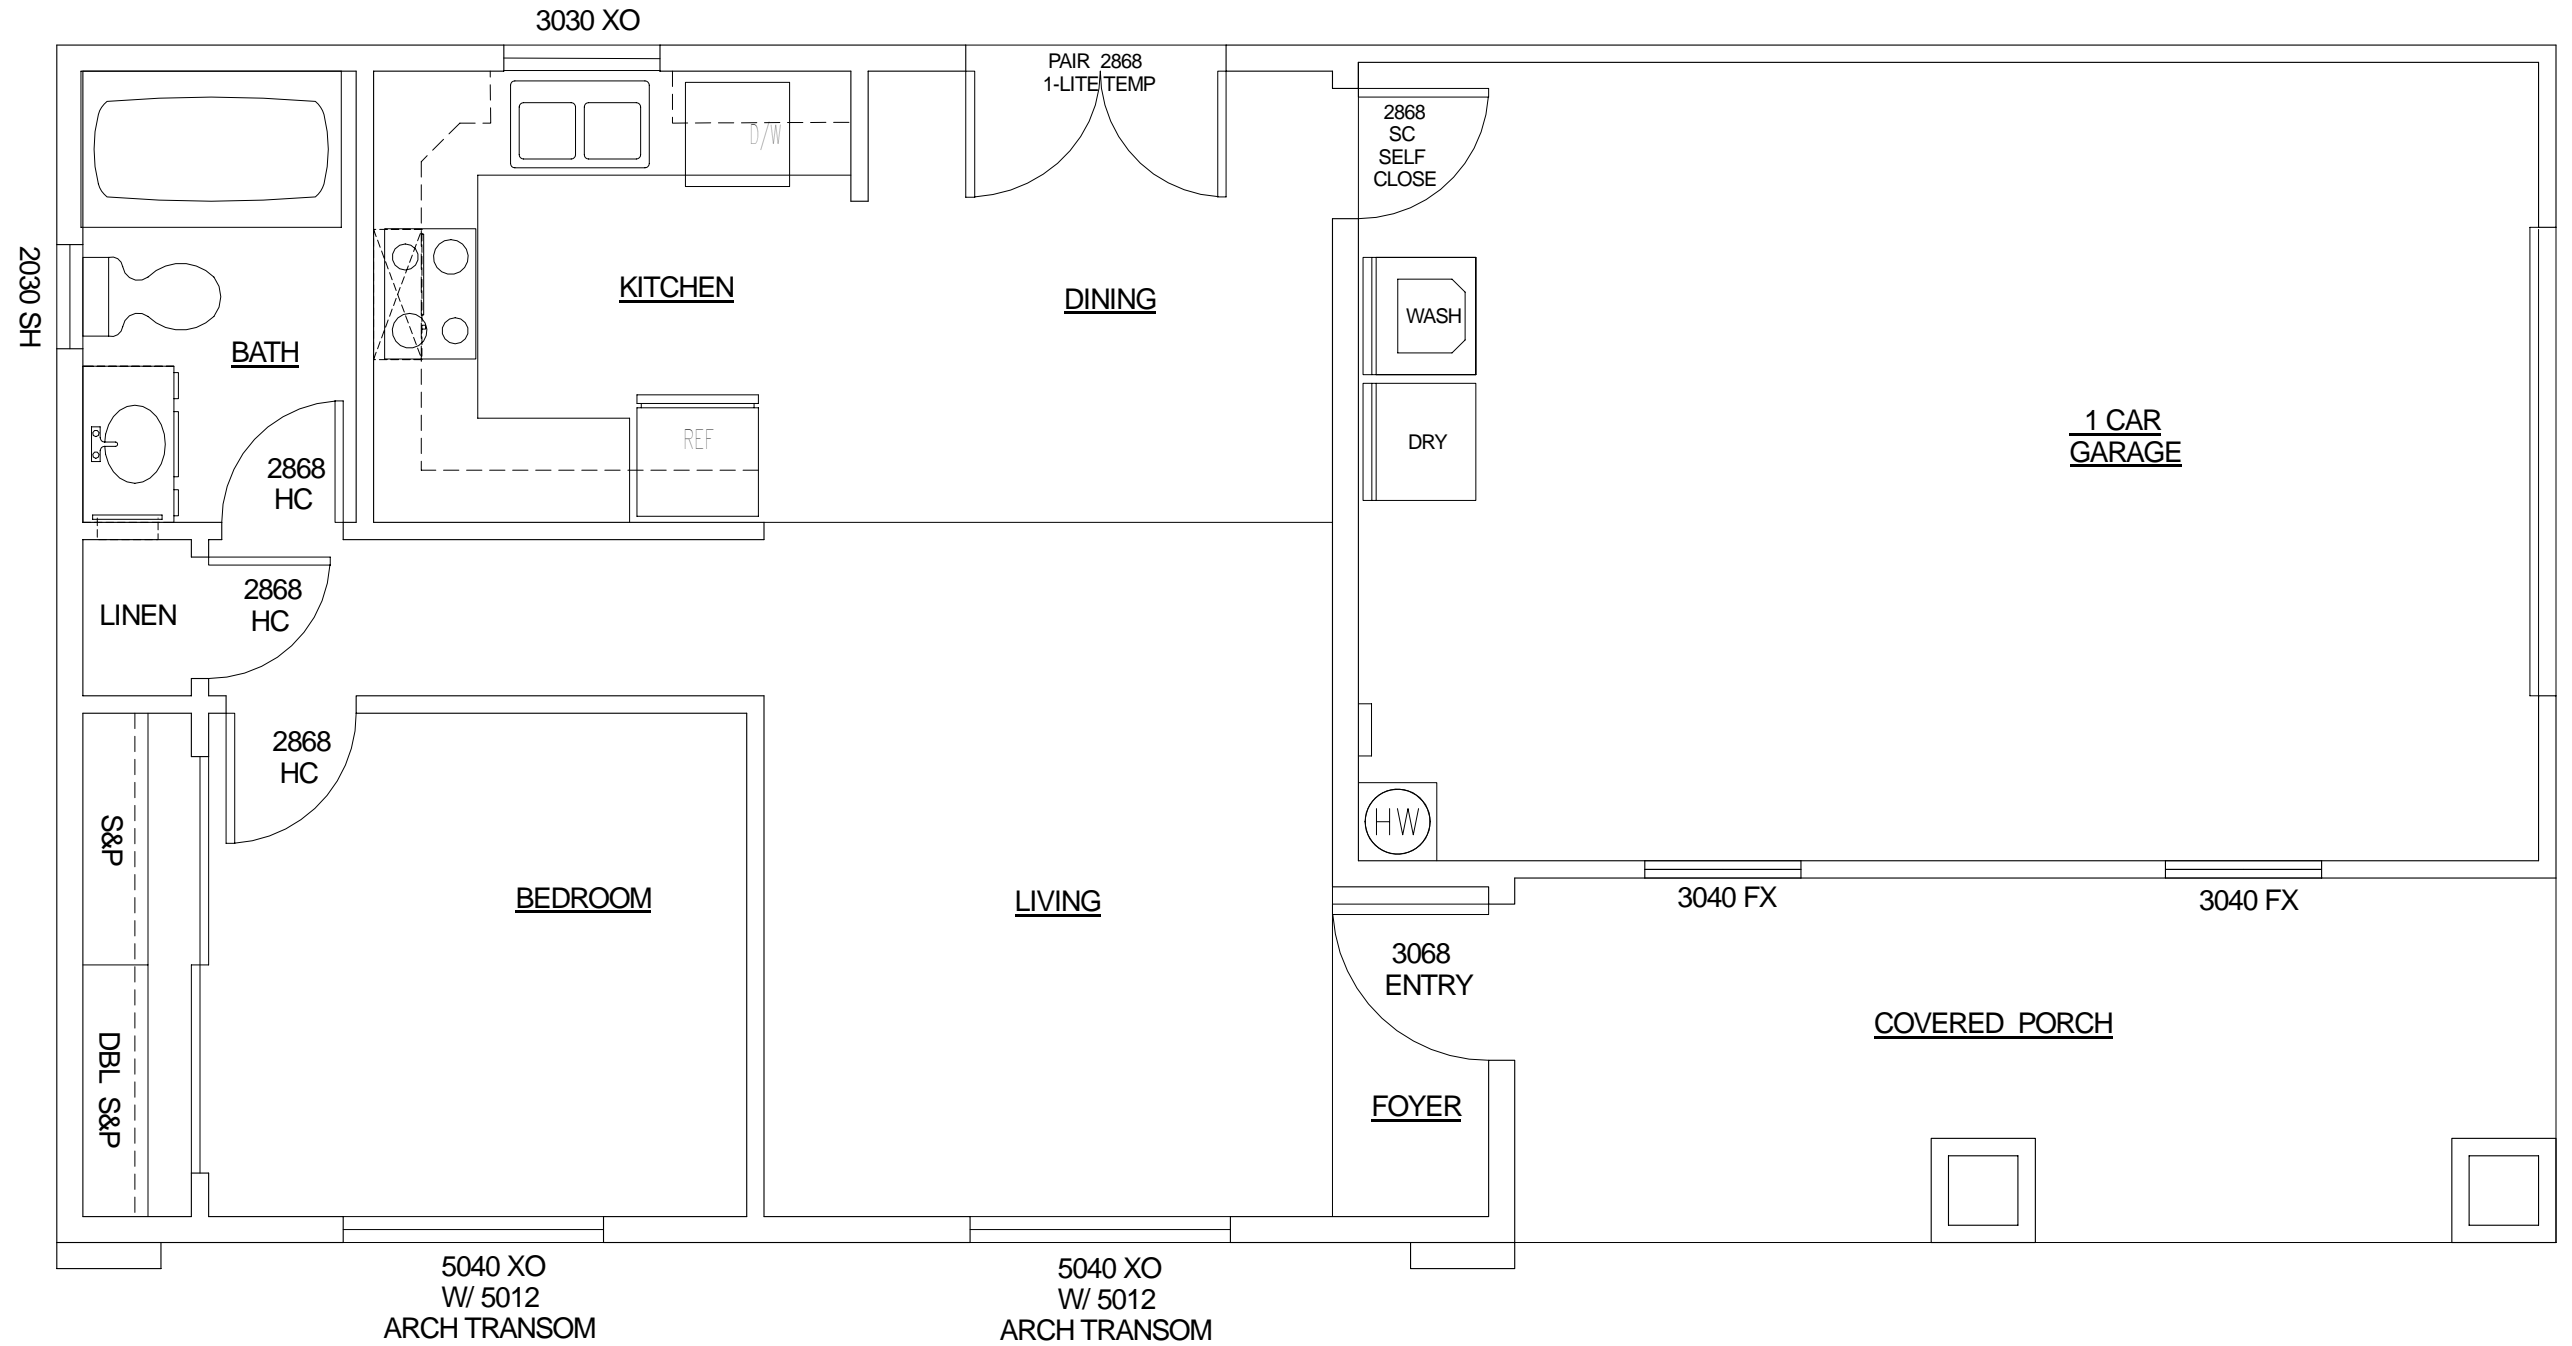 3030 XO
PAIR 2868
1-LITE TEMP
2868
SC
SELF
CLOSE
D/W
2030 SH
KITCHEN
DINING
WASH
BATH
1 CAR
GARAGE
REF
DRY
2868
HC
2868
HC
LINEN
2868
HC
S&P
HW
BEDROOM
LIVING
3040 FX
3040 FX
3068
ENTRY
COVERED PORCH
DBL S&P
FOYER
5040 XO
W/ 5012
ARCH TRANSOM
5040 XO
W/ 5012
ARCH TRANSOM